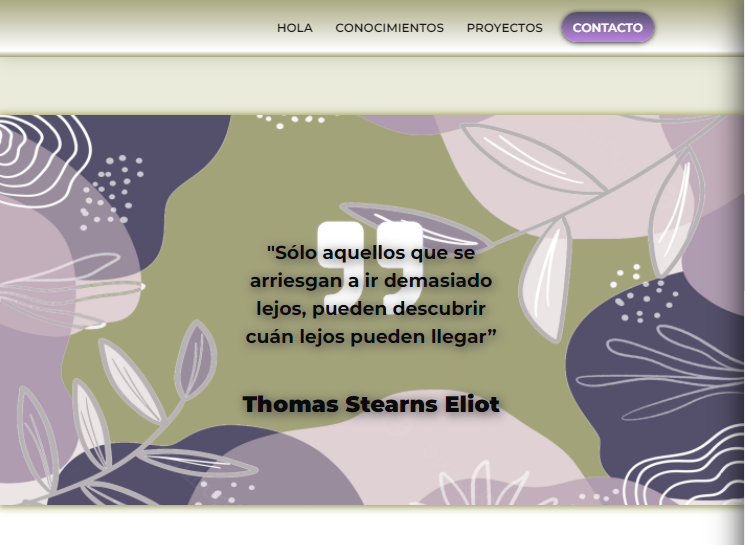 HOLA CONOCIMIENTOS PROYECTOS CONTACTO
"Sólo aquellos que se
arriesgan a ir demasiado
lejos, pueden descubrir
cuán lejos pueden llegar”
Thomas Stearns Eliot